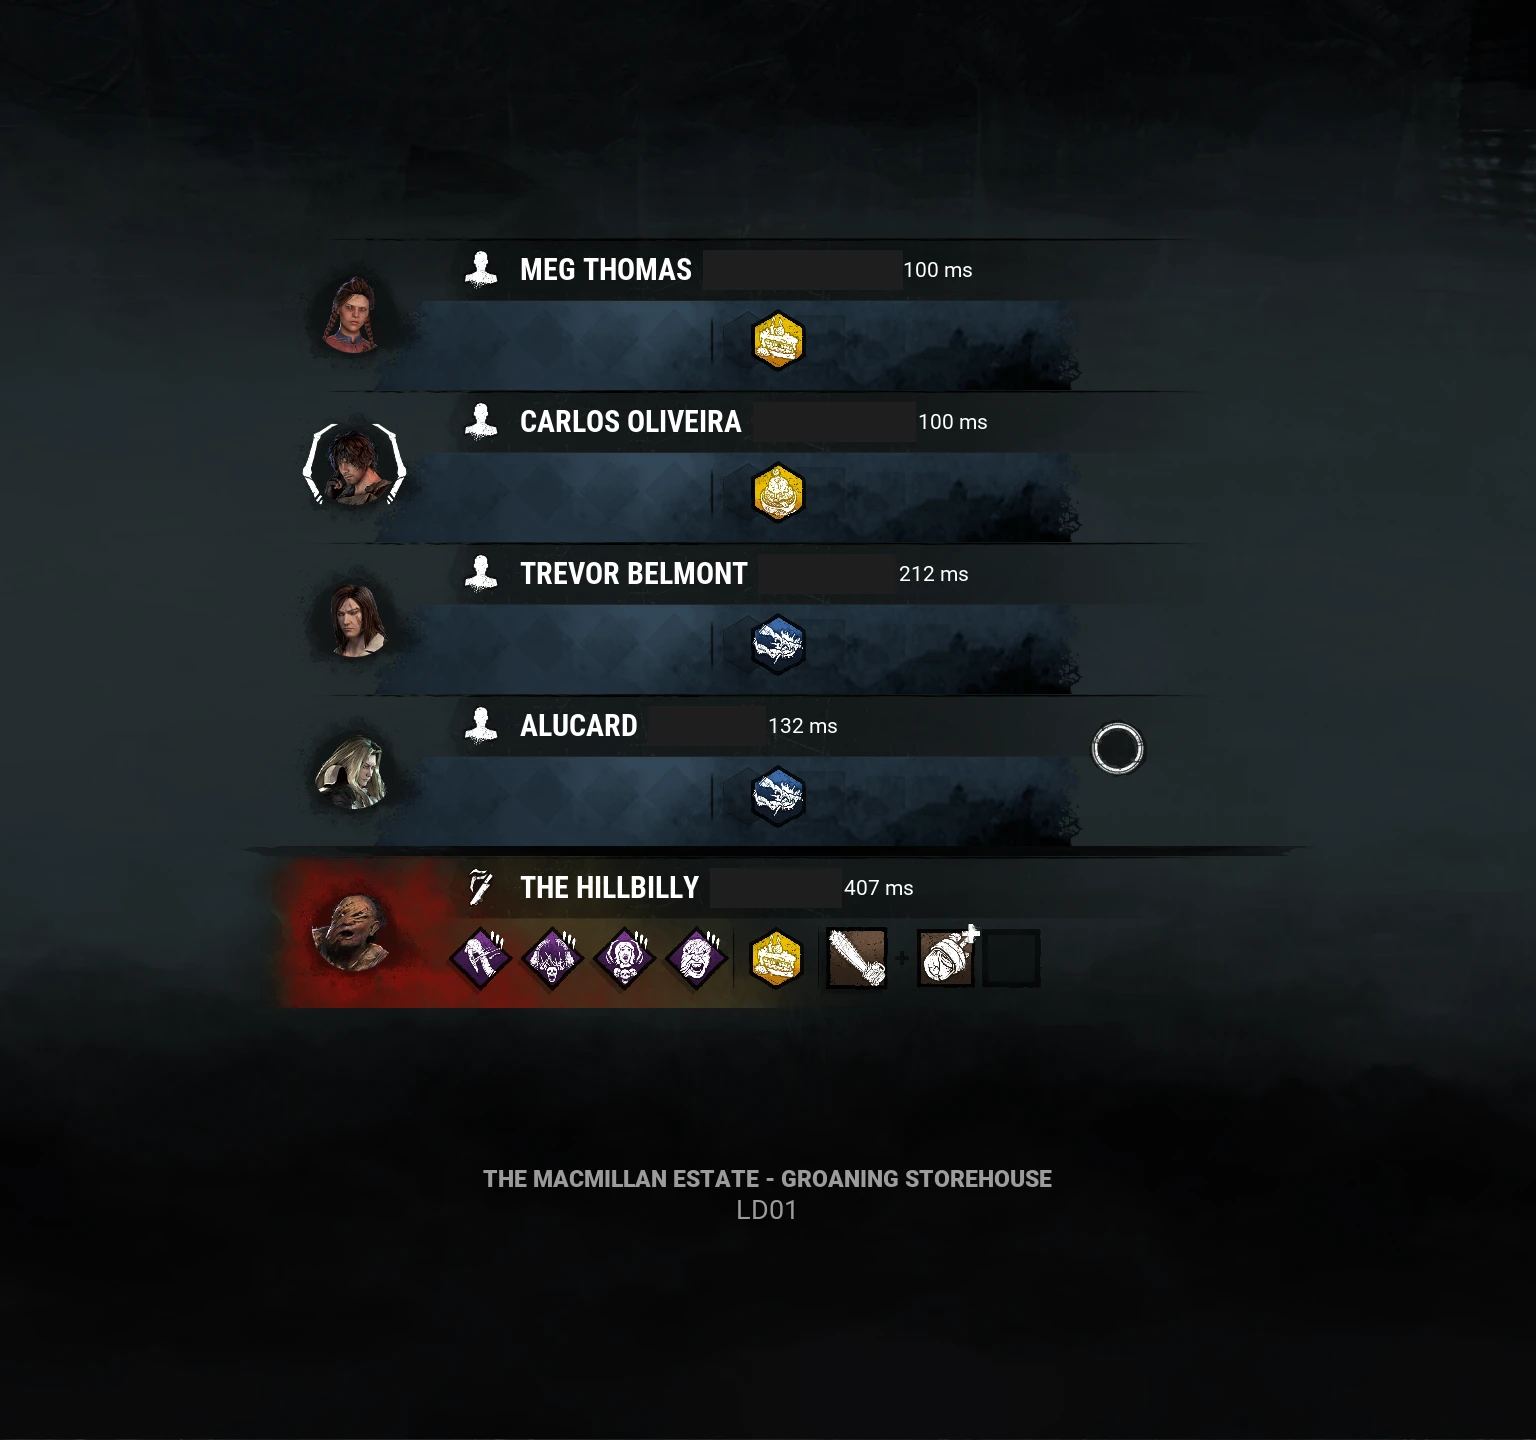 MEG THOMAS 100 ms
CARLOS OLIVEIRA 100 ms
TREVOR BELMONT 212 ms
ALUCARD 132 ms
THE HILLBILLY 407 ms
THE MACMILLAN ESTATE - GROANING STOREHOUSE
LD01